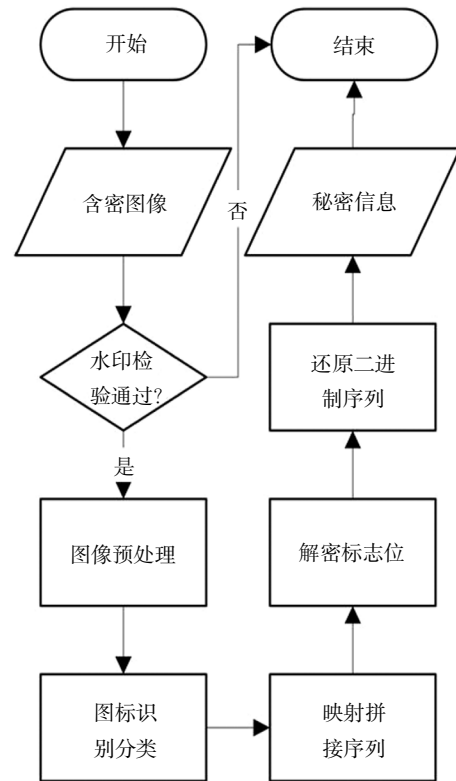 开始
结束
含密图像
否
秘密信息
水印检
验通过?
还原二进
制序列
是
图像预处理
解密标志位
图标识
别分类
映射拼
接序列